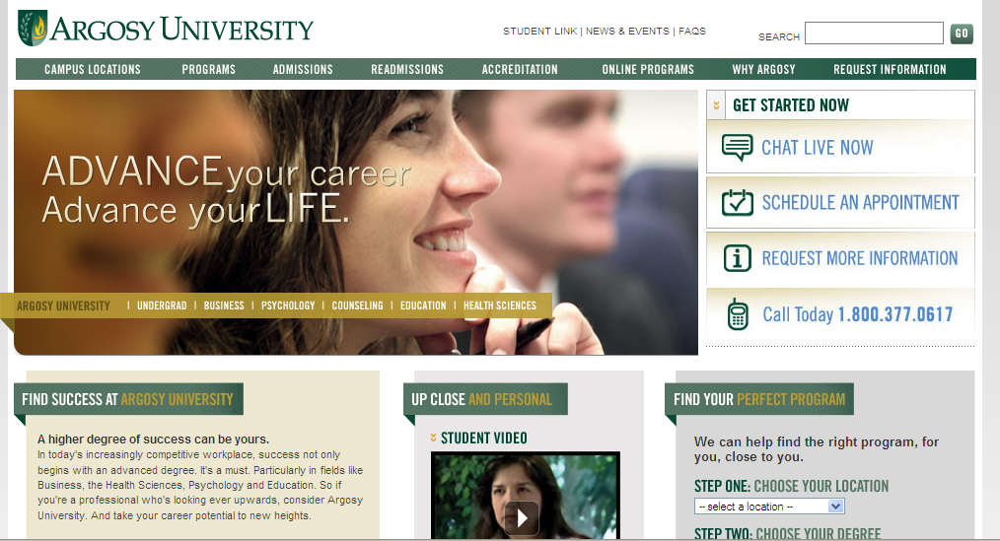 ARGOSY UNIVERSITY
STUDENT LINK | NEWS & EVENTS | FAQS
SEARCH
GO
CAMPUS LOCATIONS PROGRAMS ADMISSIONS READMISSIONS ACCREDITATION ONLINE PROGRAMS WHY ARGOSY REQUEST INFORMATION
ADVANCE your career
Advance your LIFE.
ARGOSY UNIVERSITY | UNDERGRAD | BUSINESS | PSYCHOLOGY | COUNSELING | EDUCATION | HEALTH SCIENCES
GET STARTED NOW
CHAT LIVE NOW
SCHEDULE AN APPOINTMENT
REQUEST MORE INFORMATION
Call Today 1.800.377.0617
FIND SUCCESS AT ARGOSY UNIVERSITY
A higher degree of success can be yours.
In today's increasingly competitive workplace, success not only
begins with an advanced degree. It's a must. Particularly in fields like
Business, the Health Sciences, Psychology and Education. So if
you're a professional who's looking ever upwards, consider Argosy
University. And take your career potential to new heights.
UP CLOSE AND PERSONAL
STUDENT VIDEO
FIND YOUR PERFECT PROGRAM
We can help find the right program, for
you, close to you.
STEP ONE: CHOOSE YOUR LOCATION
-- select a location --
STEP TWO: CHOOSE YOUR DEGREE